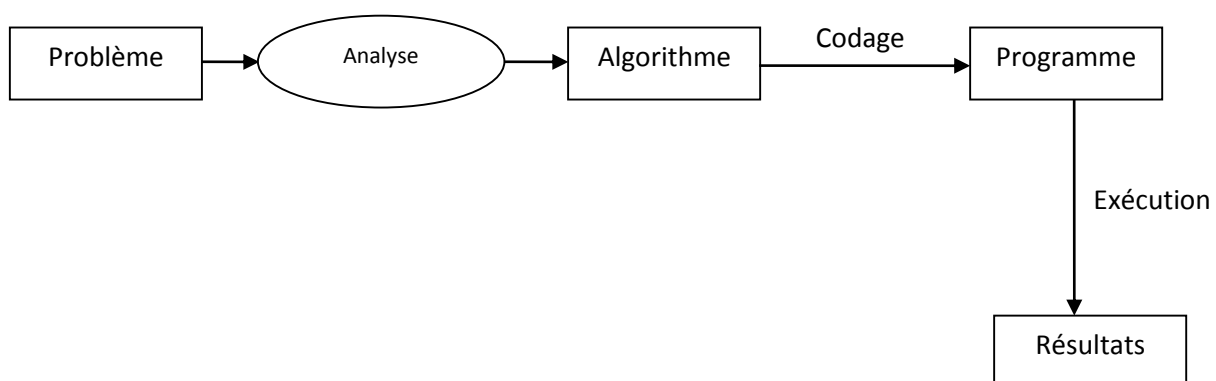 Problème
Analyse
Algorithme
Codage
Programme
Exécution
Résultats